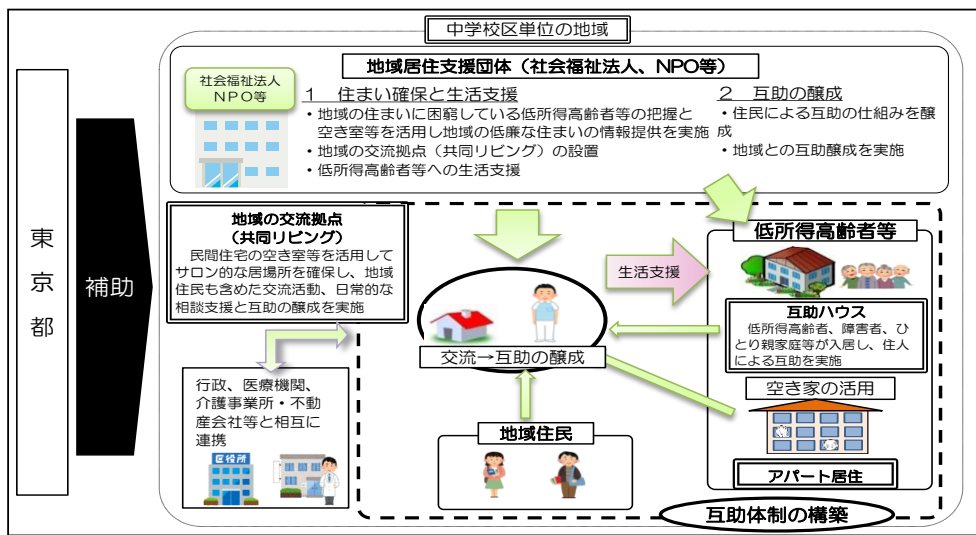 中学校区単位の地域
地域居住支援団体（社会福祉法人、NPO等）
社会福祉法人
NPO等
１　住まい確保と生活支援
・地域の住まいに困窮している低所得高齢者等の把握と
空き室等を活用し地域の低廉な住まいの情報提供を実施
・地域の交流拠点（共同リビング）の設置
・低所得高齢者等への生活支援
２　互助の醸成
・住民による互助の仕組みを醸
成
・地域との互助醸成を実施
東京都
補助
地域の交流拠点
（共同リビング）
民間住宅の空き室等を活用して
サロン的な居場所を確保し、地域
住民も含めた交流活動、日常的な
相談支援と互助の醸成を実施
行政、医療機関、
介護事業所・不動
産会社等と相互に
連携
区役所
交流→互助の醸成
生活支援
地域住民
低所得高齢者等
互助ハウス
低所得高齢者、障害者、ひ
とり親家庭等が入居し、住人
による互助を実施
空き家の活用
アパート居住
互助体制の構築